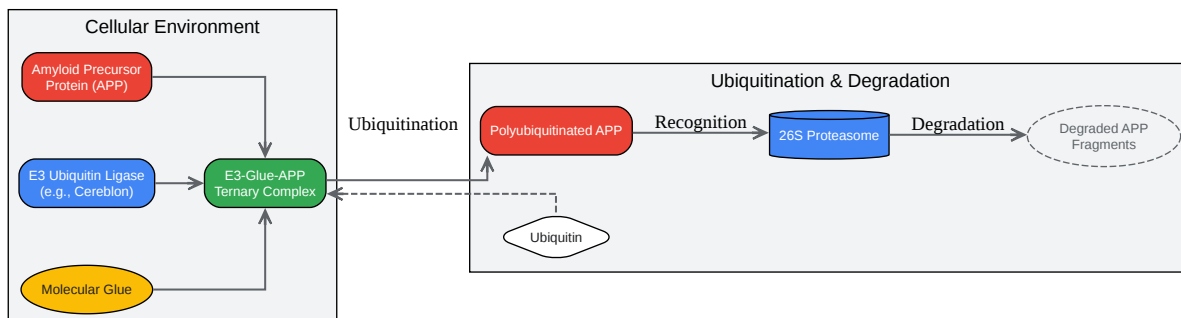 Cellular Environment
Amyloid Precursor
Protein (APP)
E3 Ubiquitin Ligase
(e.g., Cereblon)
Molecular Glue
E3-Glue-APP
Ternary Complex
Ubiquitination
Ubiquitination & Degradation
Polyubiquitinated APP
Recognition
26S Proteasome
Degradation
Degraded APP
Fragments
Ubiquitin